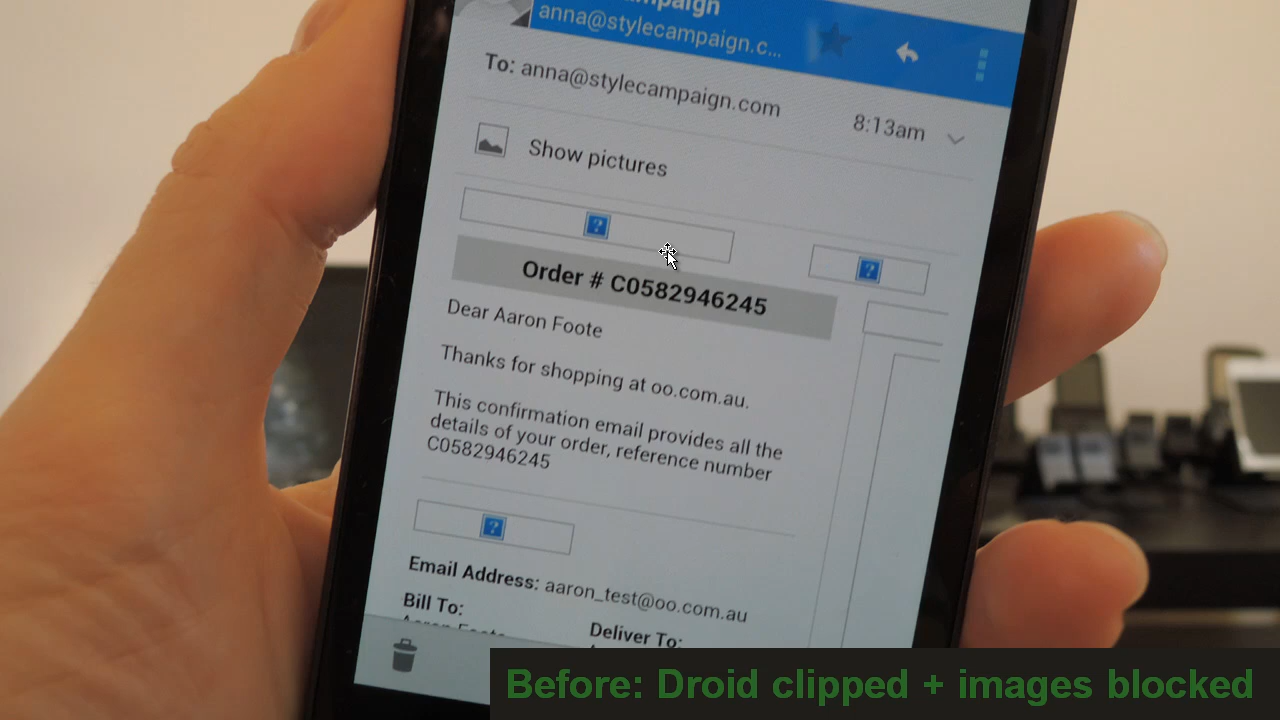 anna@stylecampaign.c...
To: anna@stylecampaign.com
8:13am
Show pictures
Order # C0582946245
Dear Aaron Foote
Thanks for shopping at oo.com.au.
This confirmation email provides all the
details of your order, reference number
C0582946245
Email Address: aaron_test@oo.com.au
Bill To:
Deliver To:
Before: Droid clipped + images blocked